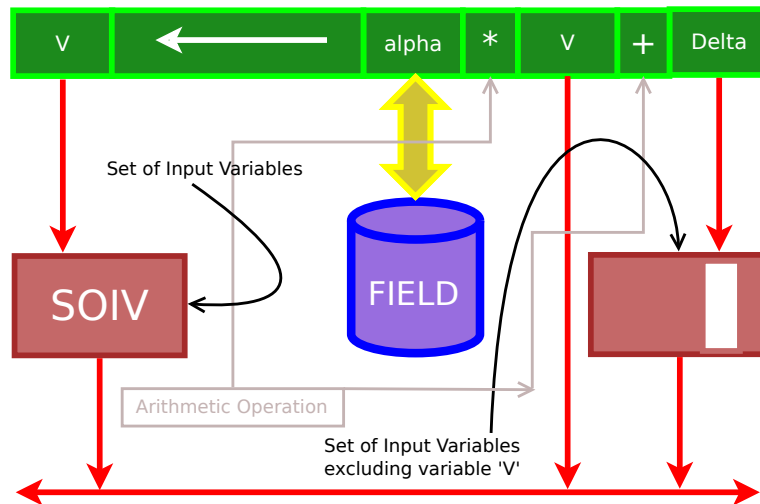 V
alpha
*
V
+
Delta
Set of Input Variables
SOIV
FIELD
Arithmetic Operation
Set of Input Variables
excluding variable 'V'